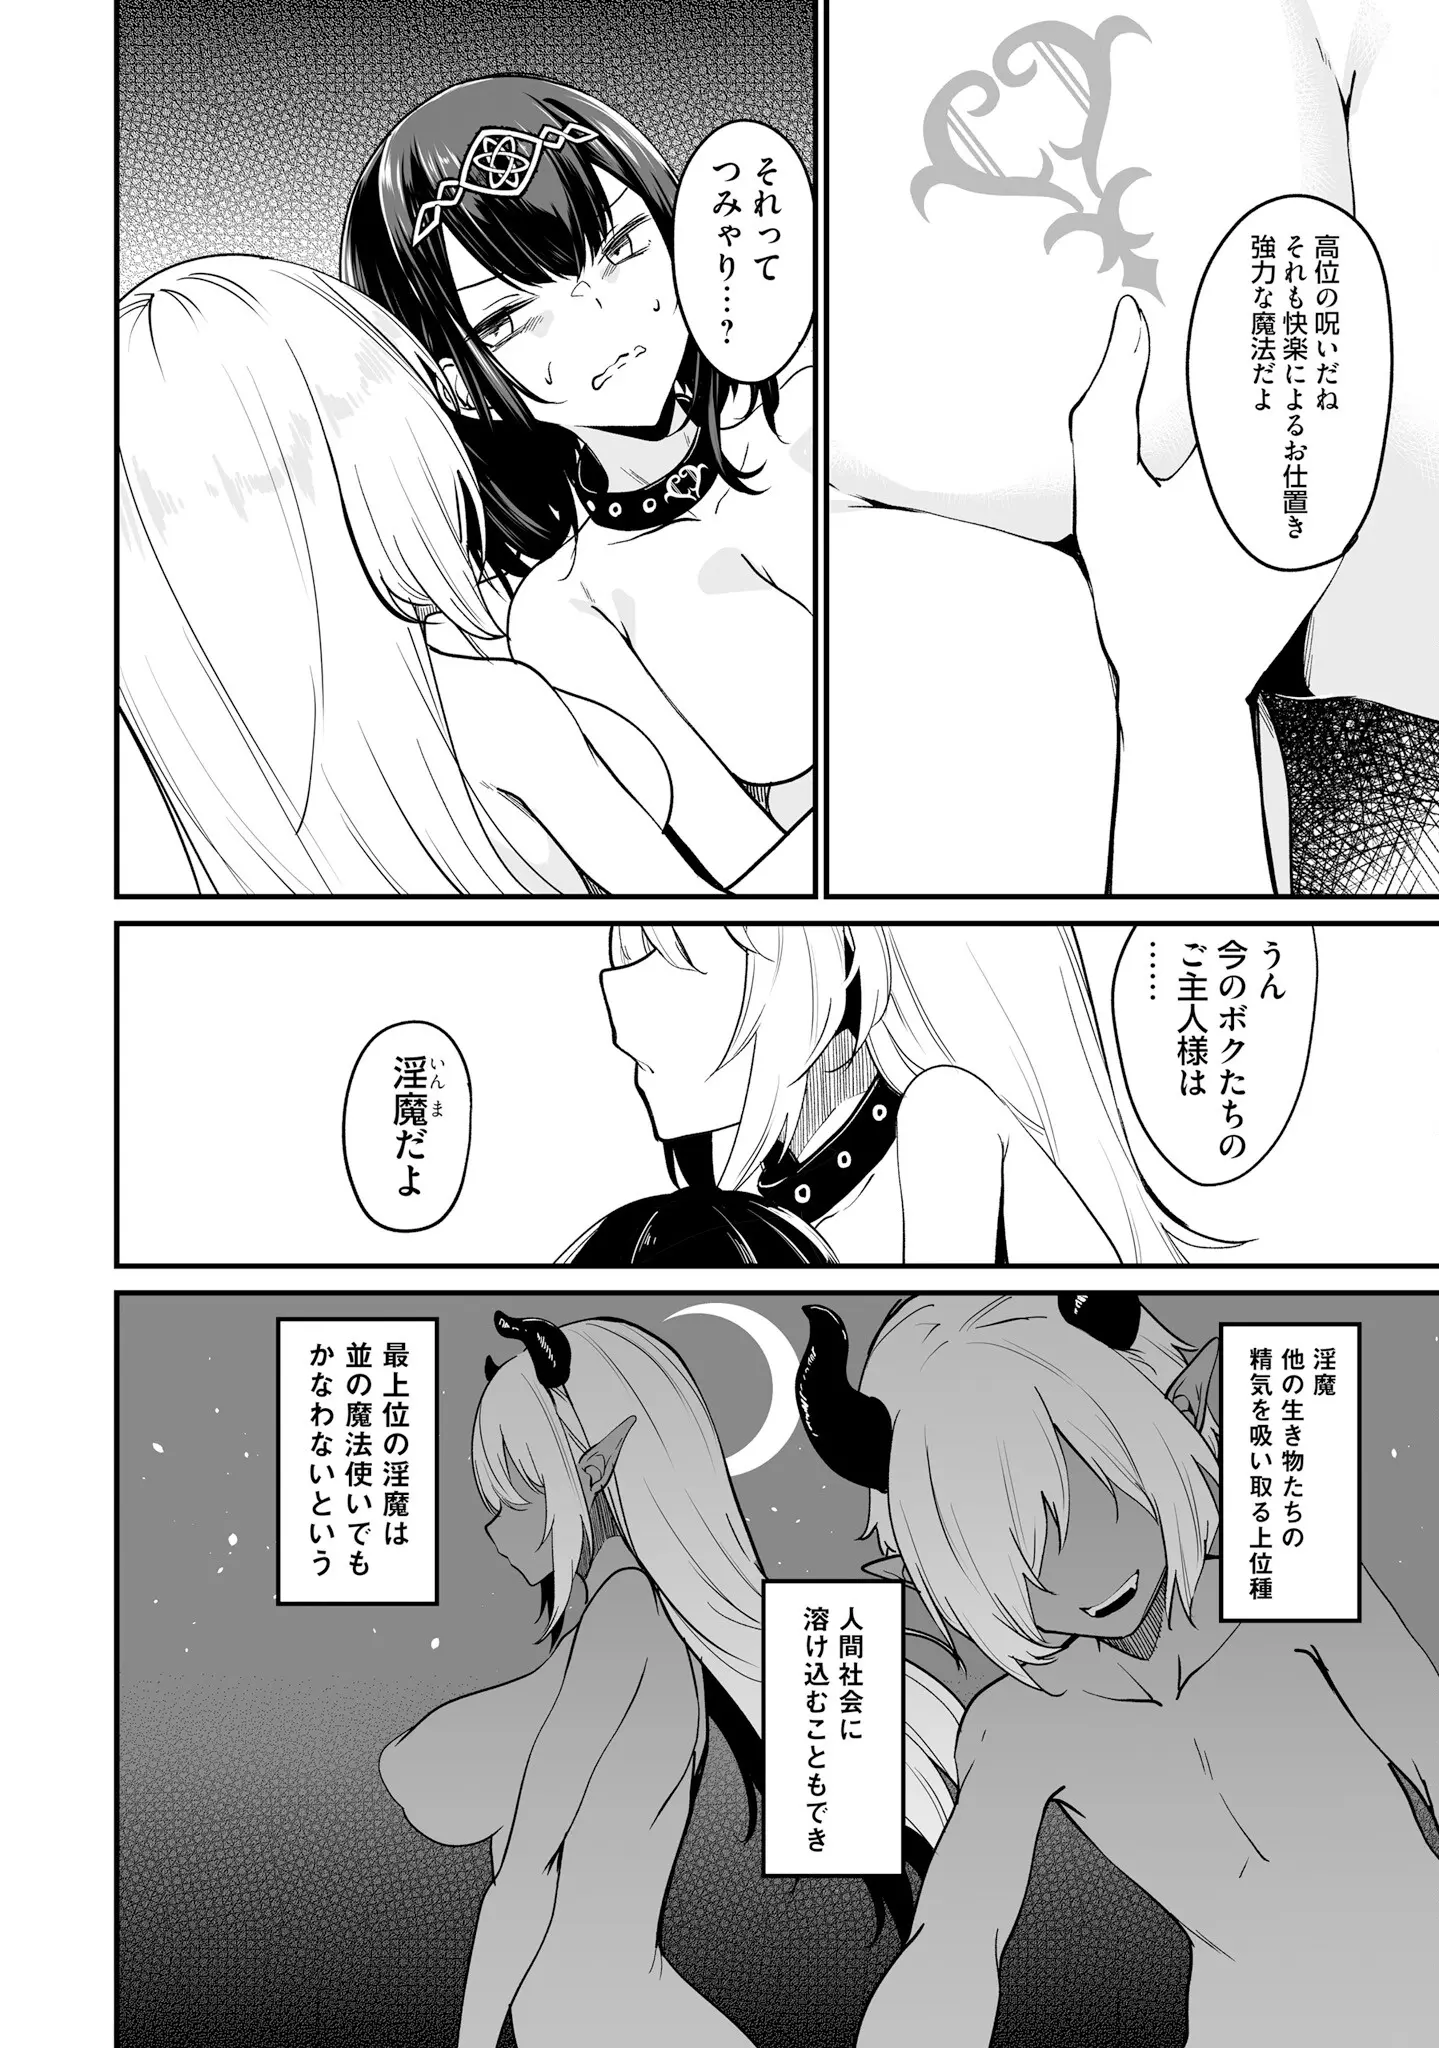 高位の呪いだね
それも快楽によるお仕置き
強力な魔法だよ
それって
つみゃり…？
うん
今のボクたちの
ご主人様は
……
淫魔だよ
いんま
淫魔
他の生き物たちの
精気を吸い取る上位種
人間社会に
溶け込むこともでき
最上位の淫魔は
並の魔法使いでも
かなわないという